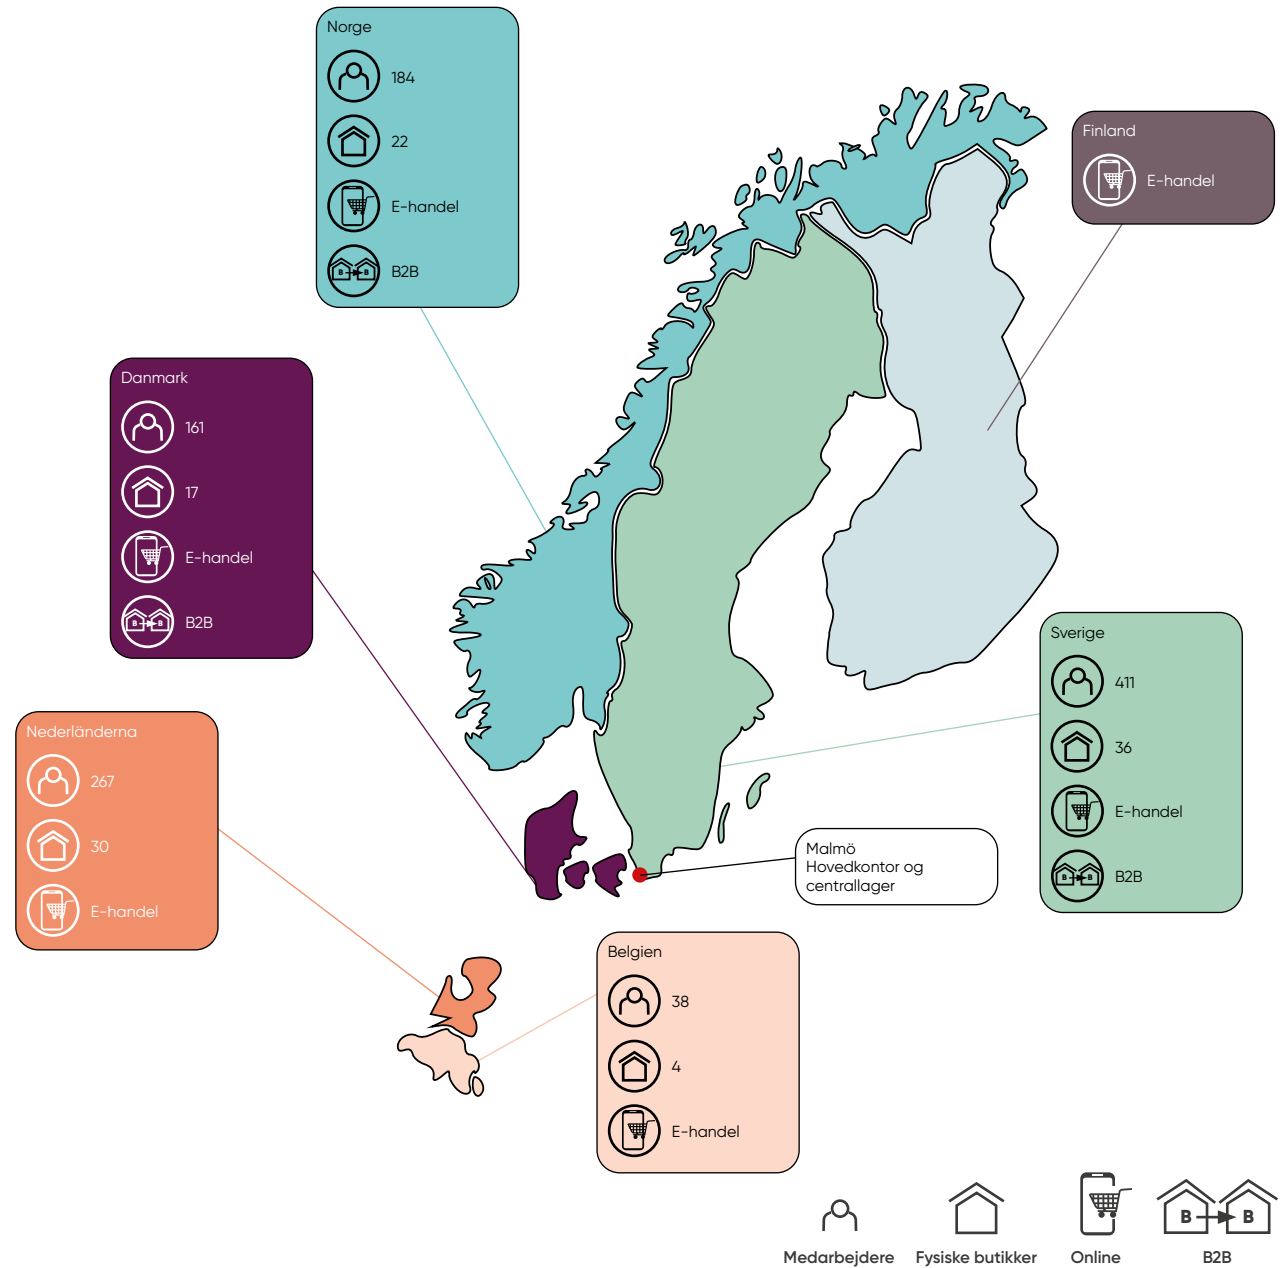 Norge
184
22
E-handel
B B
B2B
Finland
E-handel
Danmark
161
17
E-handel
B B
B2B
Sverige
411
36
E-handel
B B
B2B
Nederländerna
267
30
E-handel
Malmö
Hovedkontor og
centrallager
Belgien
38
4
E-handel
B B
Medarbejdere Fysiske butikker Online B2B